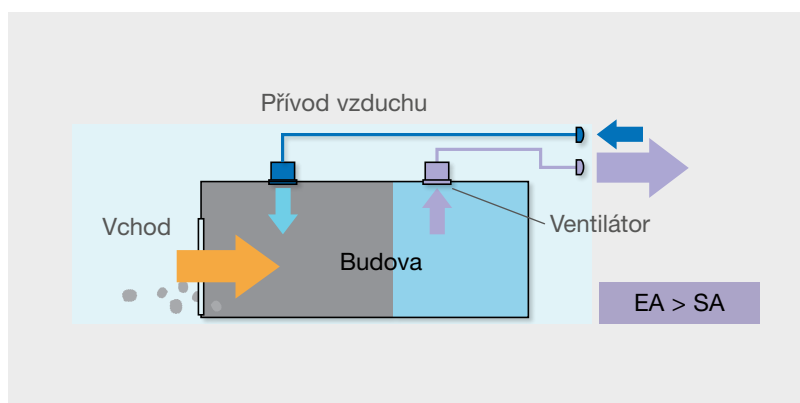 Přívod vzduchu
Vchod
Ventilátor
Budova
EA > SA